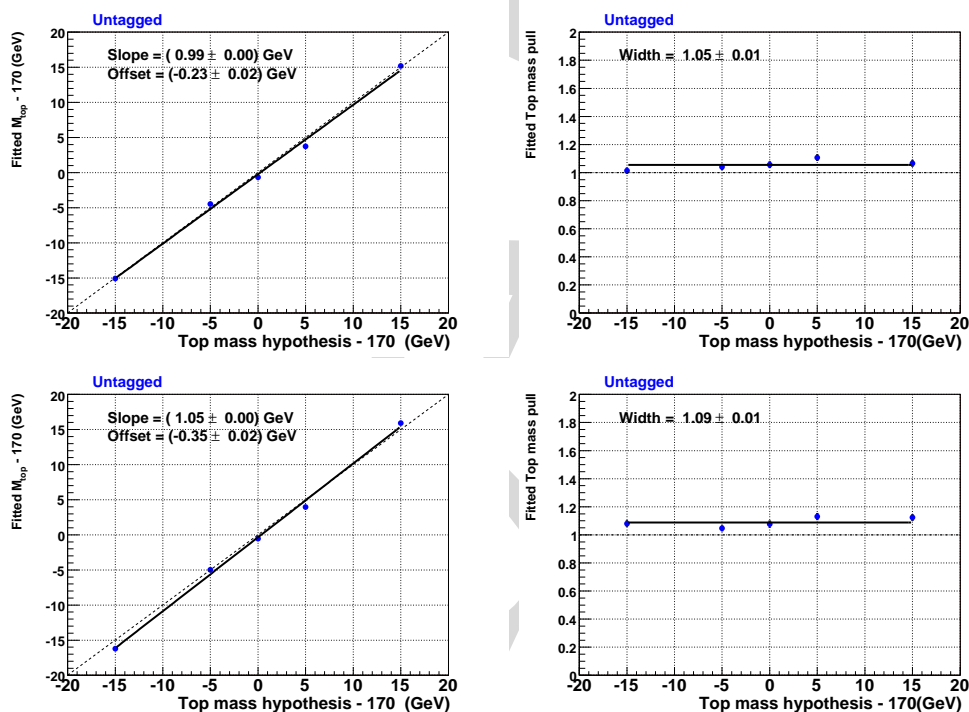 Untagged
Slope = ( 0.99 ± 0.00) GeV
Offset = (-0.23 ± 0.02) GeV
Fitted M_top - 170 (GeV)
20
15
10
5
0
-5
-10
-15
-20
-20 -15 -10 -5 0 5 10 15 20
Top mass hypothesis - 170 (GeV)
Untagged
Width = 1.05 ± 0.01
Fitted Top mass pull
2
1.8
1.6
1.4
1.2
1
0.8
0.6
0.4
0.2
0
-20 -15 -10 -5 0 5 10 15 20
Top mass hypothesis - 170(GeV)
Untagged
Slope = ( 1.05 ± 0.00) GeV
Offset = (-0.35 ± 0.02) GeV
Fitted M_top - 170 (GeV)
20
15
10
5
0
-5
-10
-15
-20
-20 -15 -10 -5 0 5 10 15 20
Top mass hypothesis - 170 (GeV)
Untagged
Width = 1.09 ± 0.01
Fitted Top mass pull
2
1.8
1.6
1.4
1.2
1
0.8
0.6
0.4
0.2
0
-20 -15 -10 -5 0 5 10 15 20
Top mass hypothesis - 170(GeV)